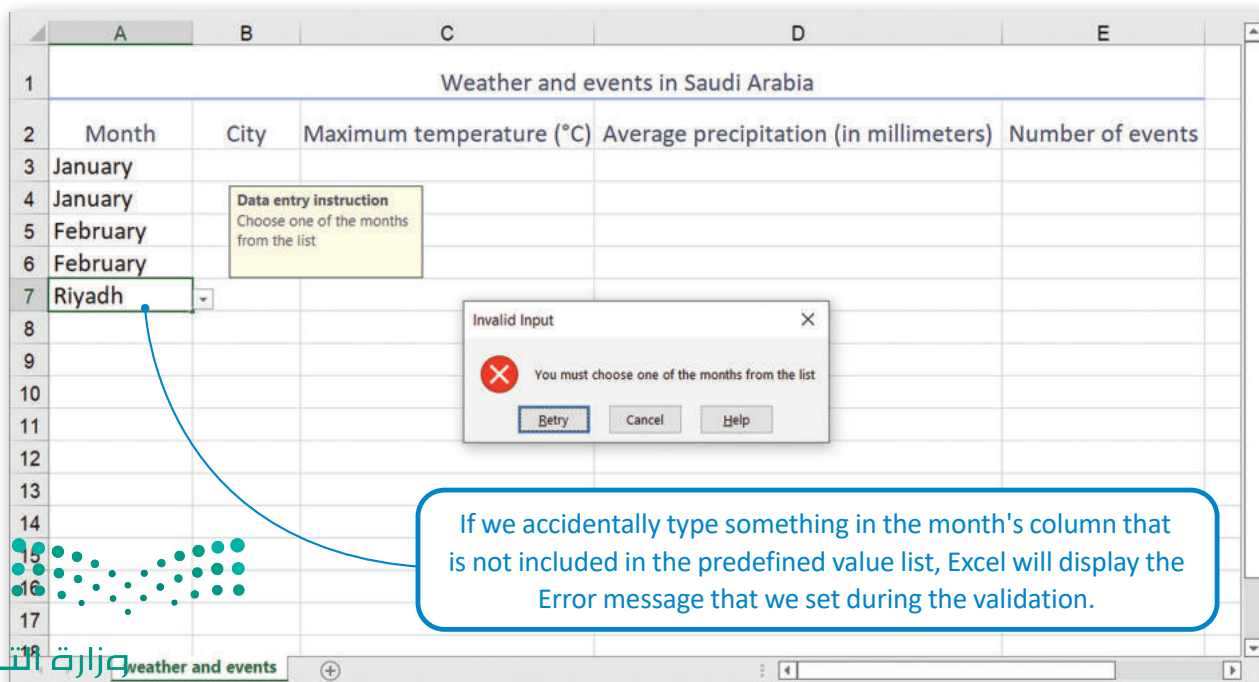 A B C D E
1 Weather and events in Saudi Arabia
2 Month City Maximum temperature (°C) Average precipitation (in millimeters) Number of events
3 January
4 January
5 February
6 February
7 Riyadh
Data entry instruction
Choose one of the months
from the list
8
9
10
11
12
13
14
15
16
17
18
Invalid Input
You must choose one of the months from the list
Retry Cancel Help
If we accidentally type something in the month's column that
is not included in the predefined value list, Excel will display the
Error message that we set during the validation.
وزارة
weather and events